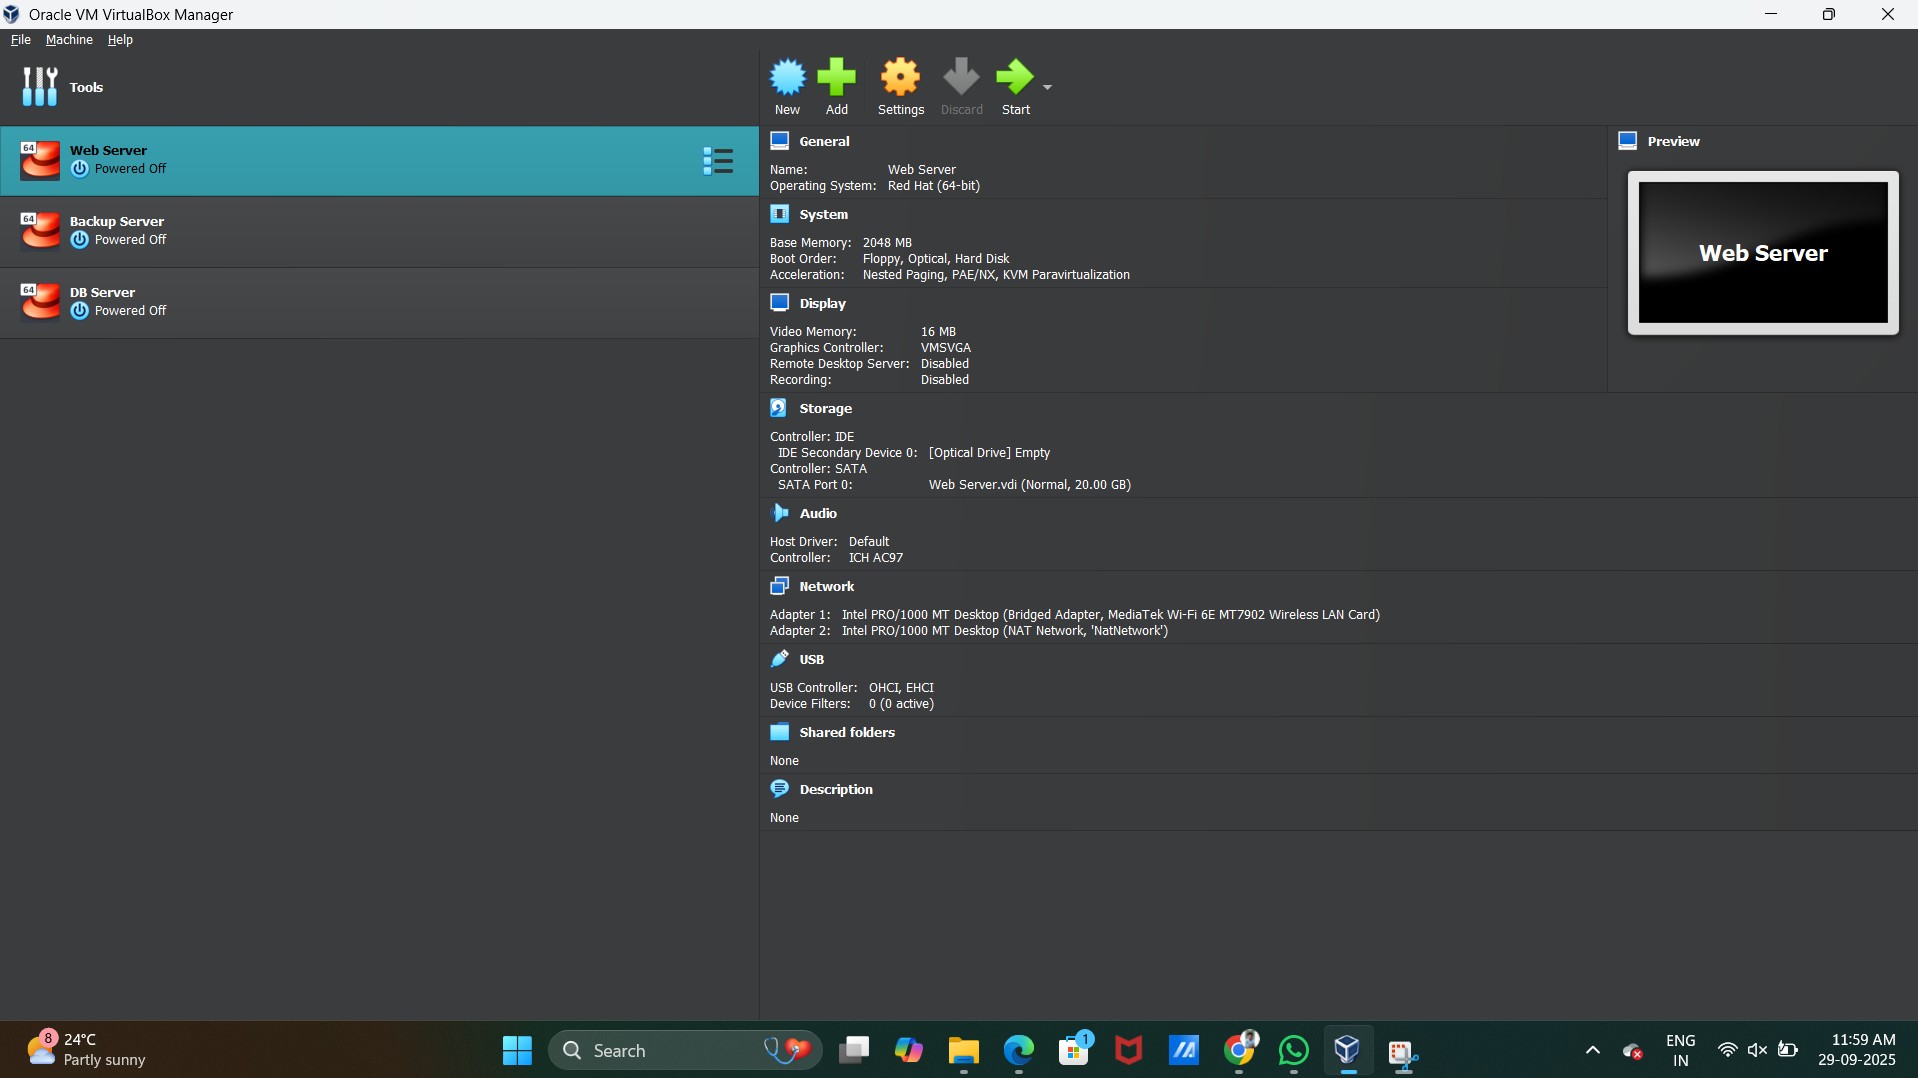 Oracle VM VirtualBox Manager
File Machine Help
Tools
New Add Settings Discard Start
64 Web Server
Powered Off
64 Backup Server
Powered Off
64 DB Server
Powered Off
General
Name: Web Server
Operating System: Red Hat (64-bit)
System
Base Memory: 2048 MB
Boot Order: Floppy, Optical, Hard Disk
Acceleration: Nested Paging, PAE/NX, KVM Paravirtualization
Display
Video Memory: 16 MB
Graphics Controller: VMSVGA
Remote Desktop Server: Disabled
Recording: Disabled
Storage
Controller: IDE
IDE Secondary Device 0: [Optical Drive] Empty
Controller: SATA
SATA Port 0: Web Server.vdi (Normal, 20.00 GB)
Audio
Host Driver: Default
Controller: ICH AC97
Network
Adapter 1: Intel PRO/1000 MT Desktop (Bridged Adapter, MediaTek Wi-Fi 6E MT7902 Wireless LAN Card)
Adapter 2: Intel PRO/1000 MT Desktop (NAT Network, 'NatNetwork')
USB
USB Controller: OHCI, EHCI
Device Filters: 0 (0 active)
Shared folders
None
Description
None
Preview
Web Server
8 24°C
Partly sunny
Search
1
ENG
IN
11:59 AM
29-09-2025